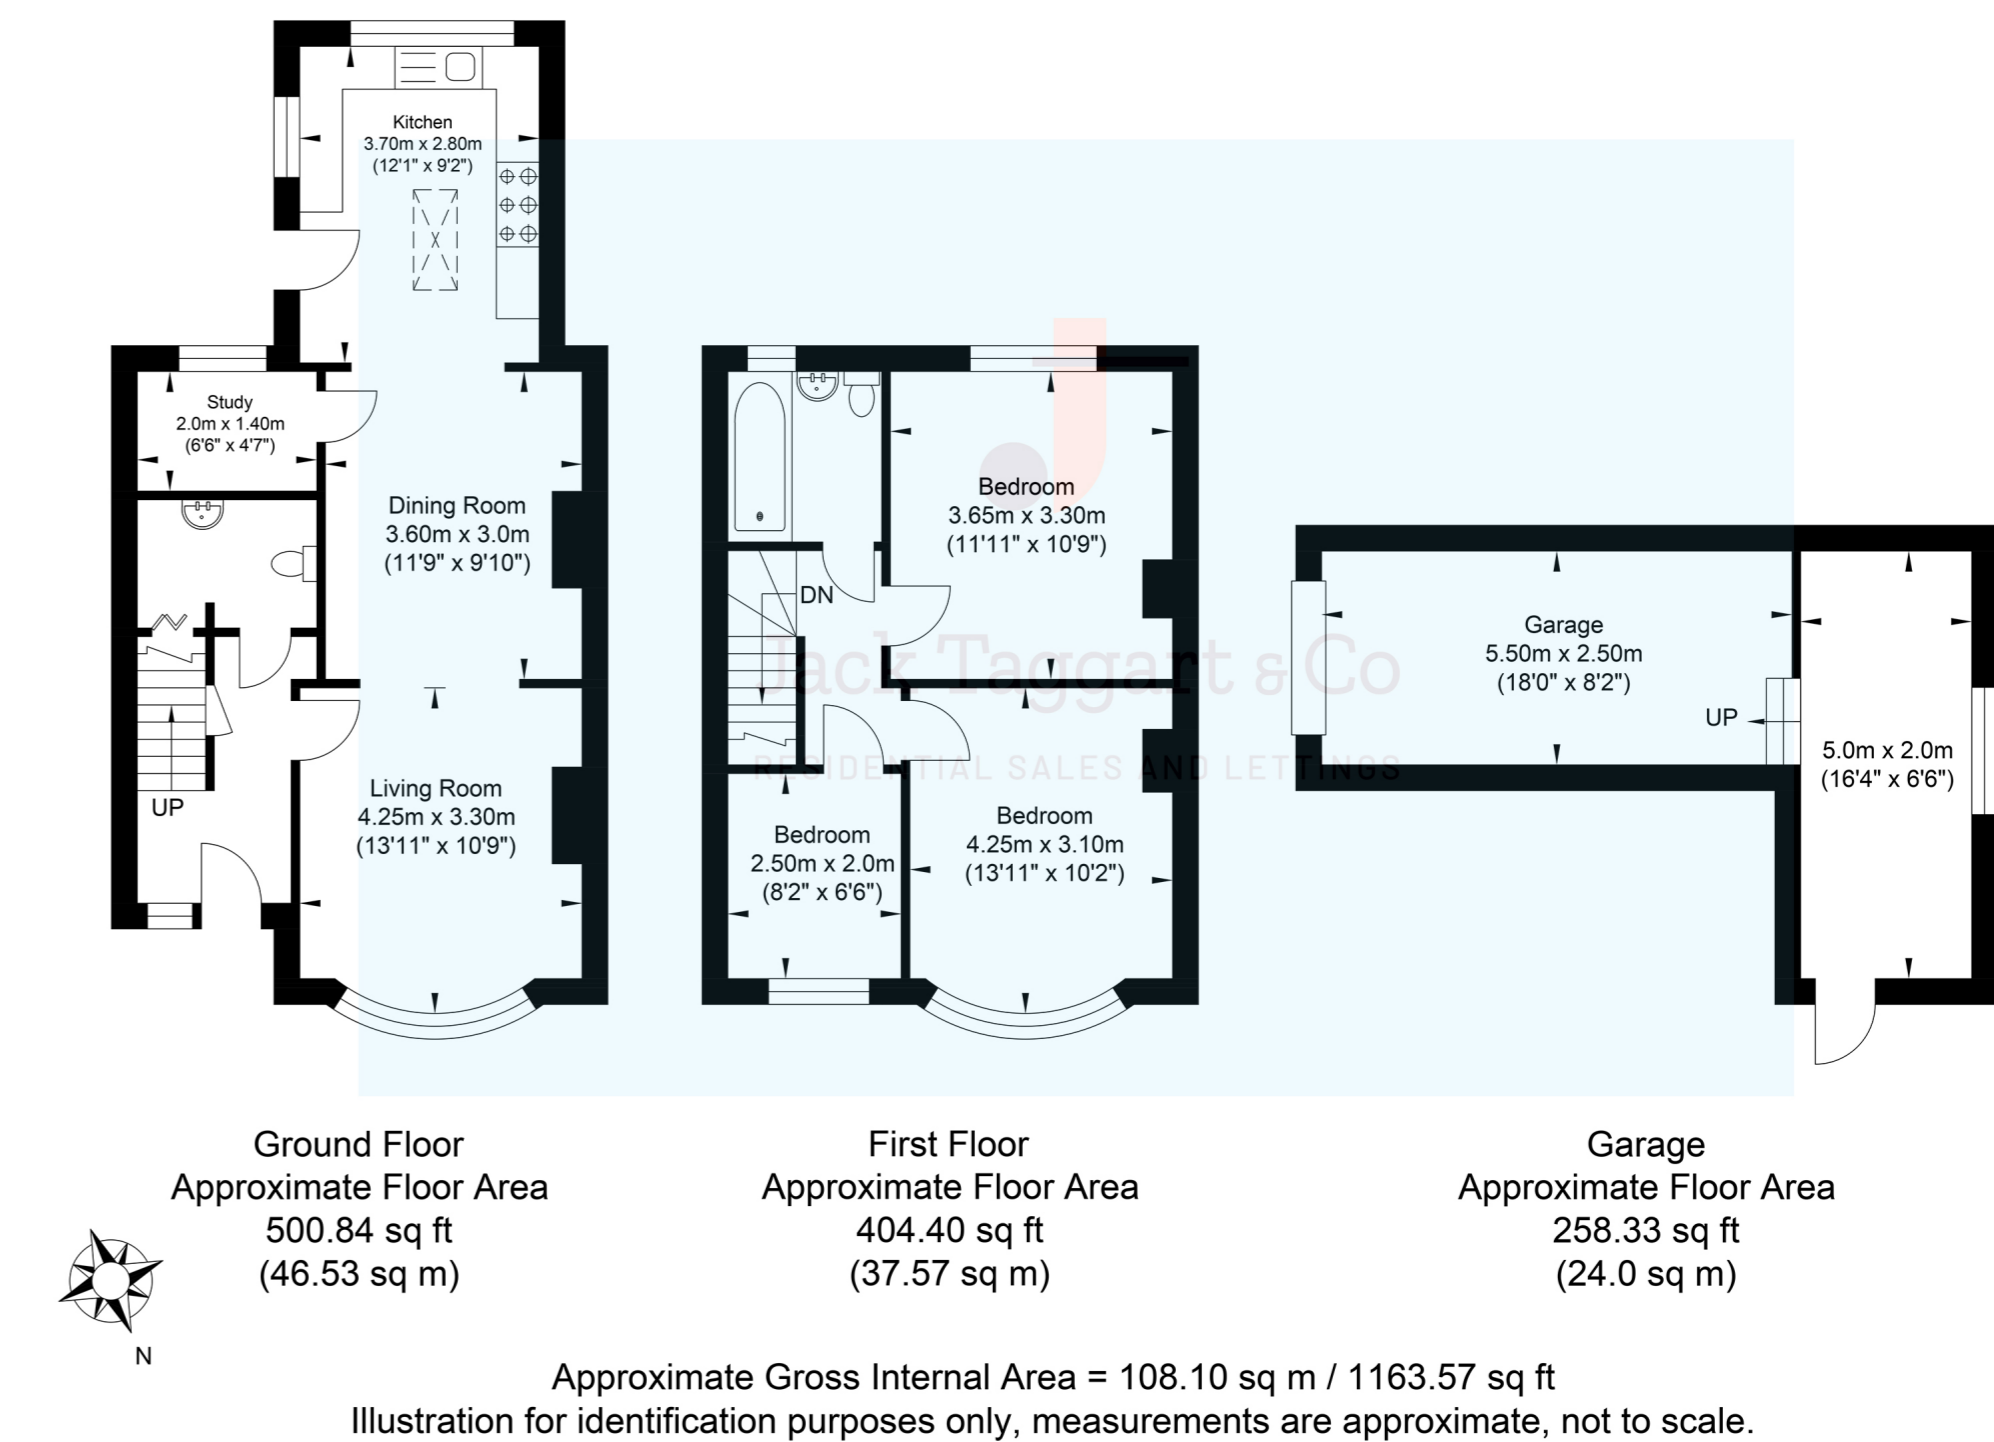 Kitchen
3.70m x 2.80m
(12'1" x 9'2")
Study
2.0m x 1.40m
(6'6" x 4'7")
Dining Room
3.60m x 3.0m
(11'9" x 9'10")
UP
Living Room
4.25m x 3.30m
(13'11" x 10'9")
Bedroom
3.65m x 3.30m
(11'11" x 10'9")
DN
Bedroom
2.50m x 2.0m
(8'2" x 6'6")
Bedroom
4.25m x 3.10m
(13'11" x 10'2")
Jack Taggart & Co
RESIDENTIAL SALES AND LETTINGS
Garage
5.50m x 2.50m
(18'0" x 8'2")
UP
5.0m x 2.0m
(16'4" x 6'6")
Ground Floor
Approximate Floor Area
500.84 sq ft
(46.53 sq m)
First Floor
Approximate Floor Area
404.40 sq ft
(37.57 sq m)
Garage
Approximate Floor Area
258.33 sq ft
(24.0 sq m)
N
Approximate Gross Internal Area = 108.10 sq m / 1163.57 sq ft
Illustration for identification purposes only, measurements are approximate, not to scale.